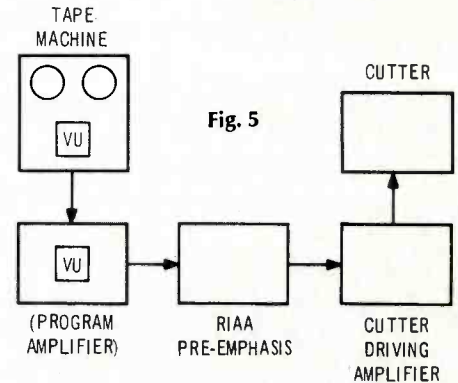 TAPE
MACHINE
VU
CUTTER
Fig. 5
VU
(PROGRAM
AMPLIFIER)
RIAA
PRE-EMPHASIS
CUTTER
DRIVING
AMPLIFIER